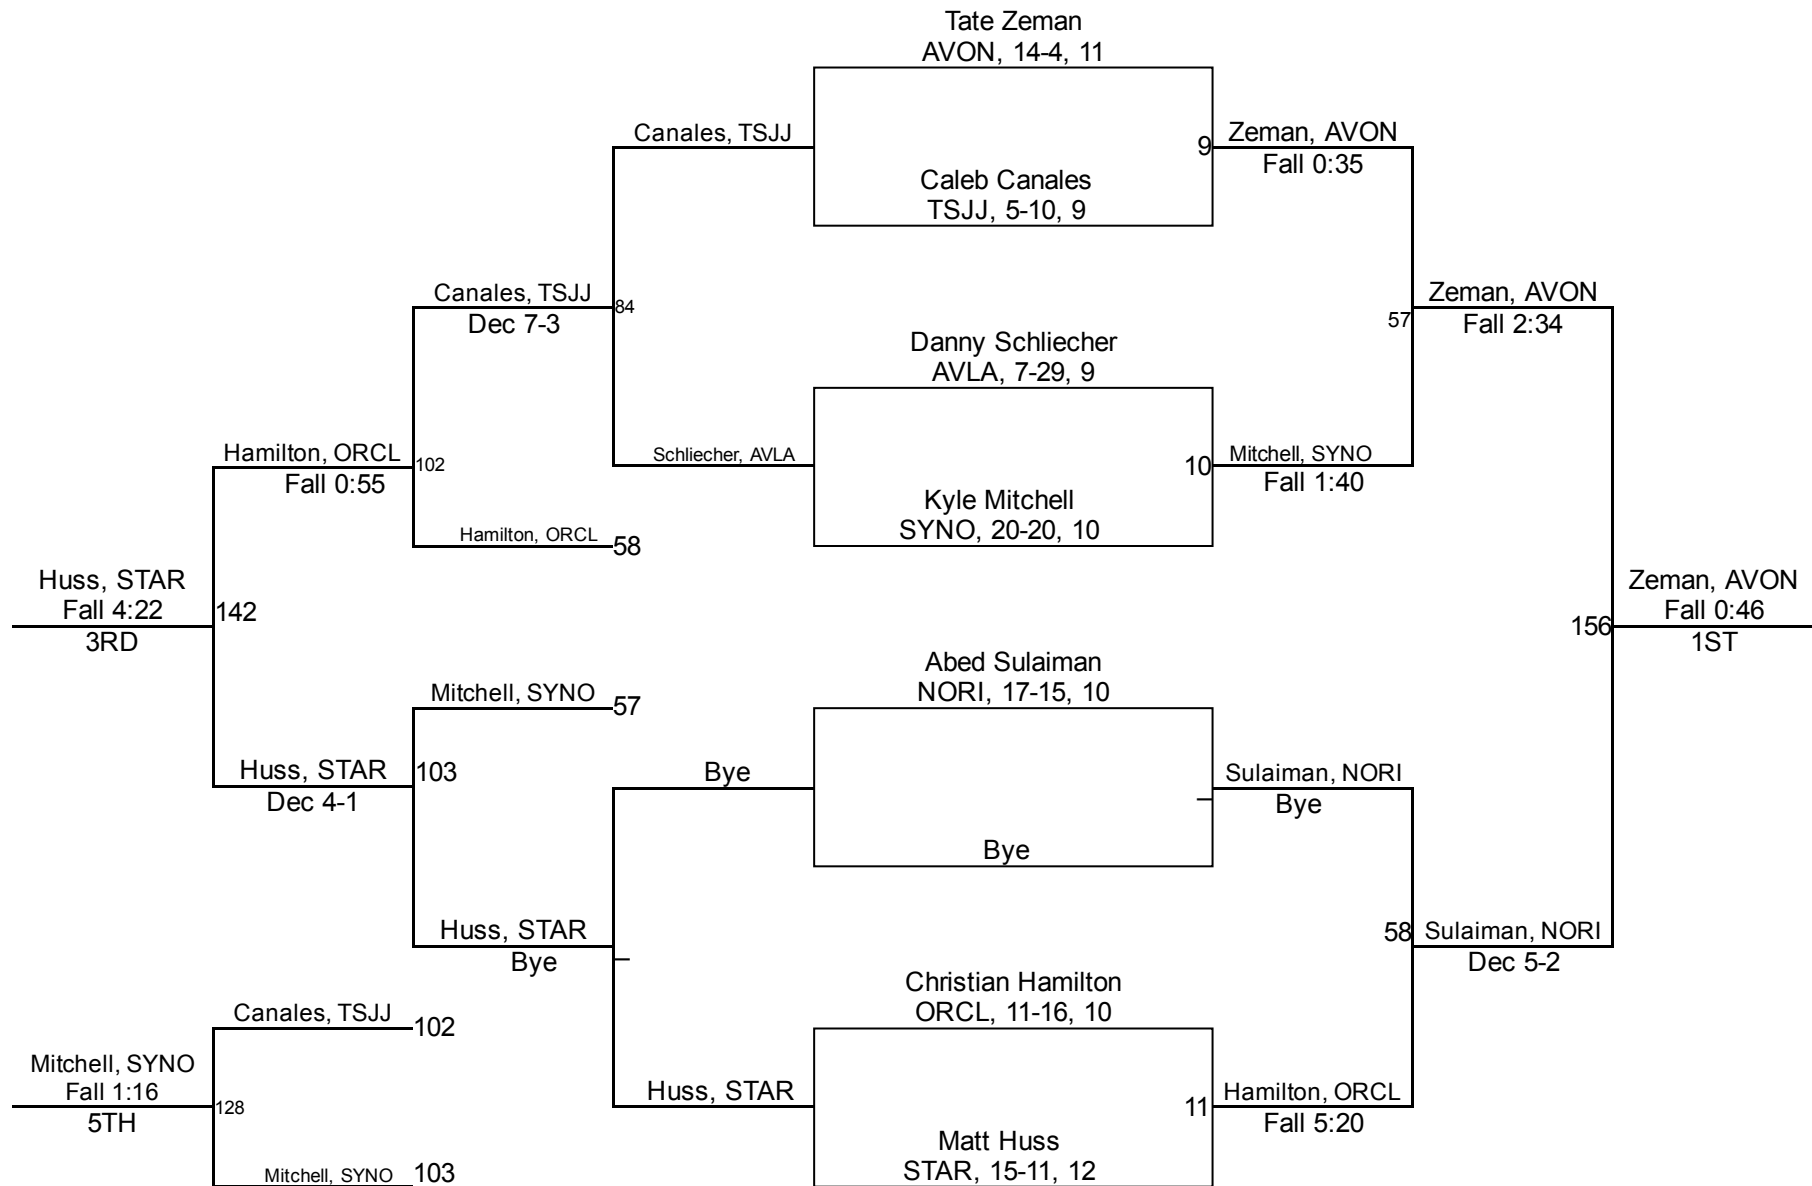 Tate Zeman
AVON, 14-4, 11
Canales, TSJJ
9
Zeman, AVON
Fall 0:35
Caleb Canales
TSJJ, 5-10, 9
Canales, TSJJ
Dec 7-3
84
57
Zeman, AVON
Fall 2:34
Danny Schliecher
AVLA, 7-29, 9
Hamilton, ORCL
Fall 0:55
102
Schliecher, AVLA
10
Mitchell, SYNO
Fall 1:40
Kyle Mitchell
SYNO, 20-20, 10
Hamilton, ORCL
58
Huss, STAR
Fall 4:22
3RD
142
156
Zeman, AVON
Fall 0:46
1ST
Abed Sulaiman
NORI, 17-15, 10
Mitchell, SYNO
57
Huss, STAR
Dec 4-1
103
Bye
Sulaiman, NORI
Bye
Bye
Huss, STAR
Bye
58
Sulaiman, NORI
Dec 5-2
Christian Hamilton
ORCL, 11-16, 10
Canales, TSJJ
102
Mitchell, SYNO
Fall 1:16
5TH
128
Huss, STAR
11
Hamilton, ORCL
Fall 5:20
Matt Huss
STAR, 15-11, 12
Mitchell, SYNO
103